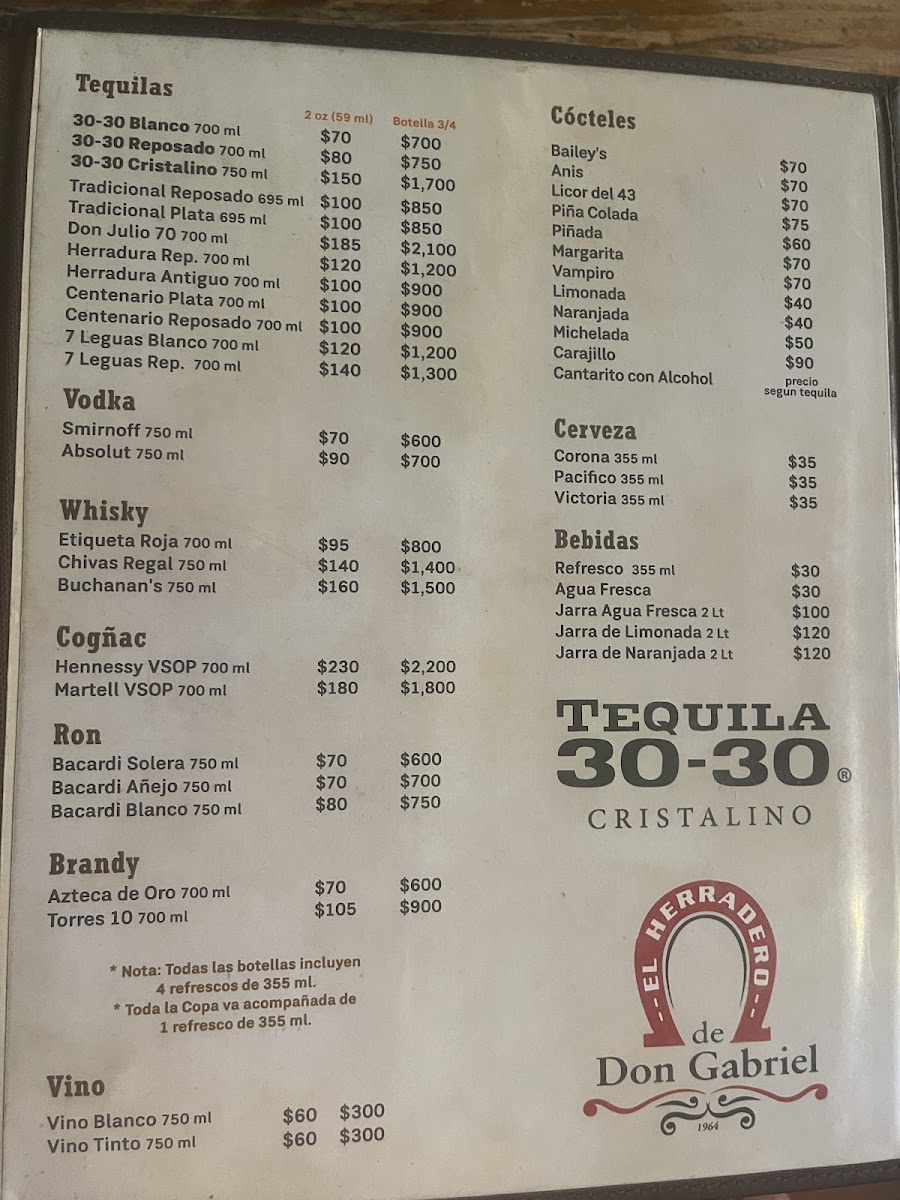 Tequilas
2 oz (59 ml) Botella 3/4
30-30 Blanco 700 ml $70 $700
30-30 Reposado 700 ml $80 $750
30-30 Cristalino 750 ml $150 $1,700
Tradicional Reposado 695 ml $100 $850
Tradicional Plata 695 ml $100 $850
Don Julio 70 700 ml $185 $2,100
Herradura Rep. 700 ml $120 $1,200
Herradura Antiguo 700 ml $100 $900
Centenario Plata 700 ml $100 $900
Centenario Reposado 700 ml $100 $900
7 Leguas Blanco 700 ml $120 $1,200
7 Leguas Rep. 700 ml $140 $1,300
Vodka
Smirnoff 750 ml $70 $600
Absolut 750 ml $90 $700
Whisky
Etiqueta Roja 700 ml $95 $800
Chivas Regal 750 ml $140 $1,400
Buchanan's 750 ml $160 $1,500
Cogñac
Hennessy VSOP 700 ml $230 $2,200
Martell VSOP 700 ml $180 $1,800
Ron
Bacardi Solera 750 ml $70 $600
Bacardi Añejo 750 ml $70 $700
Bacardi Blanco 750 ml $80 $750
Brandy
Azteca de Oro 700 ml $70 $600
Torres 10 700 ml $105 $900
* Nota: Todas las botellas incluyen
4 refrescos de 355 ml.
* Toda la Copa va acompañada de
1 refresco de 355 ml.
Vino
Vino Blanco 750 ml $60 $300
Vino Tinto 750 ml $60 $300
Cócteles
Bailey's $70
Anis $70
Licor del 43 $70
Piña Colada $75
Piñada $60
Margarita $70
Vampiro $70
Limonada $40
Naranjada $40
Michelada $50
Carajillo $90
Cantarito con Alcohol precio
segun tequila
Cerveza
Corona 355 ml $35
Pacifico 355 ml $35
Victoria 355 ml $35
Bebidas
Refresco 355 ml $30
Agua Fresca $30
Jarra Agua Fresca 2 Lt $100
Jarra de Limonada 2 Lt $120
Jarra de Naranjada 2 Lt $120
TEQUILA
30-30®
CRISTALINO
EL HERRADERO
de
Don Gabriel
1964